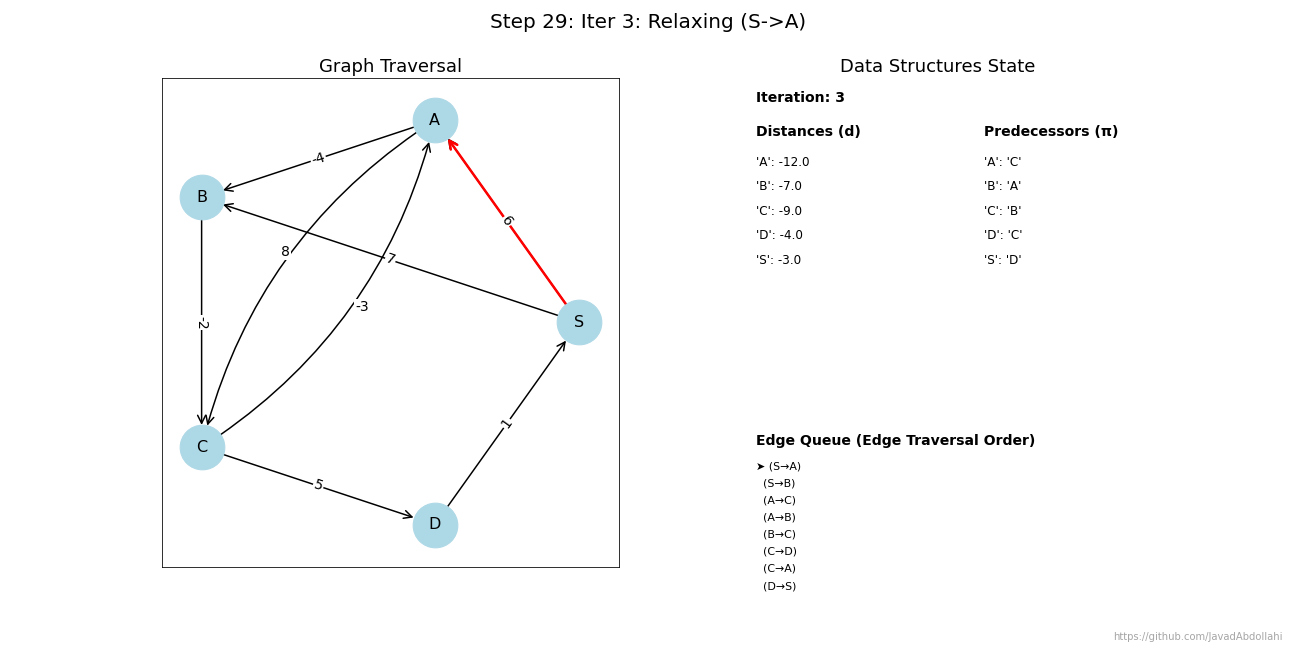 Step 29: Iter 3: Relaxing (S->A)
Graph Traversal
A
B
C
D
S
-4
8
-3
7
6
-2
5
1
Data Structures State
Iteration: 3
Distances (d)
'A': -12.0
'B': -7.0
'C': -9.0
'D': -4.0
'S': -3.0
Predecessors (π)
'A': 'C'
'B': 'A'
'C': 'B'
'D': 'C'
'S': 'D'
Edge Queue (Edge Traversal Order)
➤ (S→A)
(S→B)
(A→C)
(A→B)
(B→C)
(C→D)
(C→A)
(D→S)
https://github.com/JavadAbdollahi